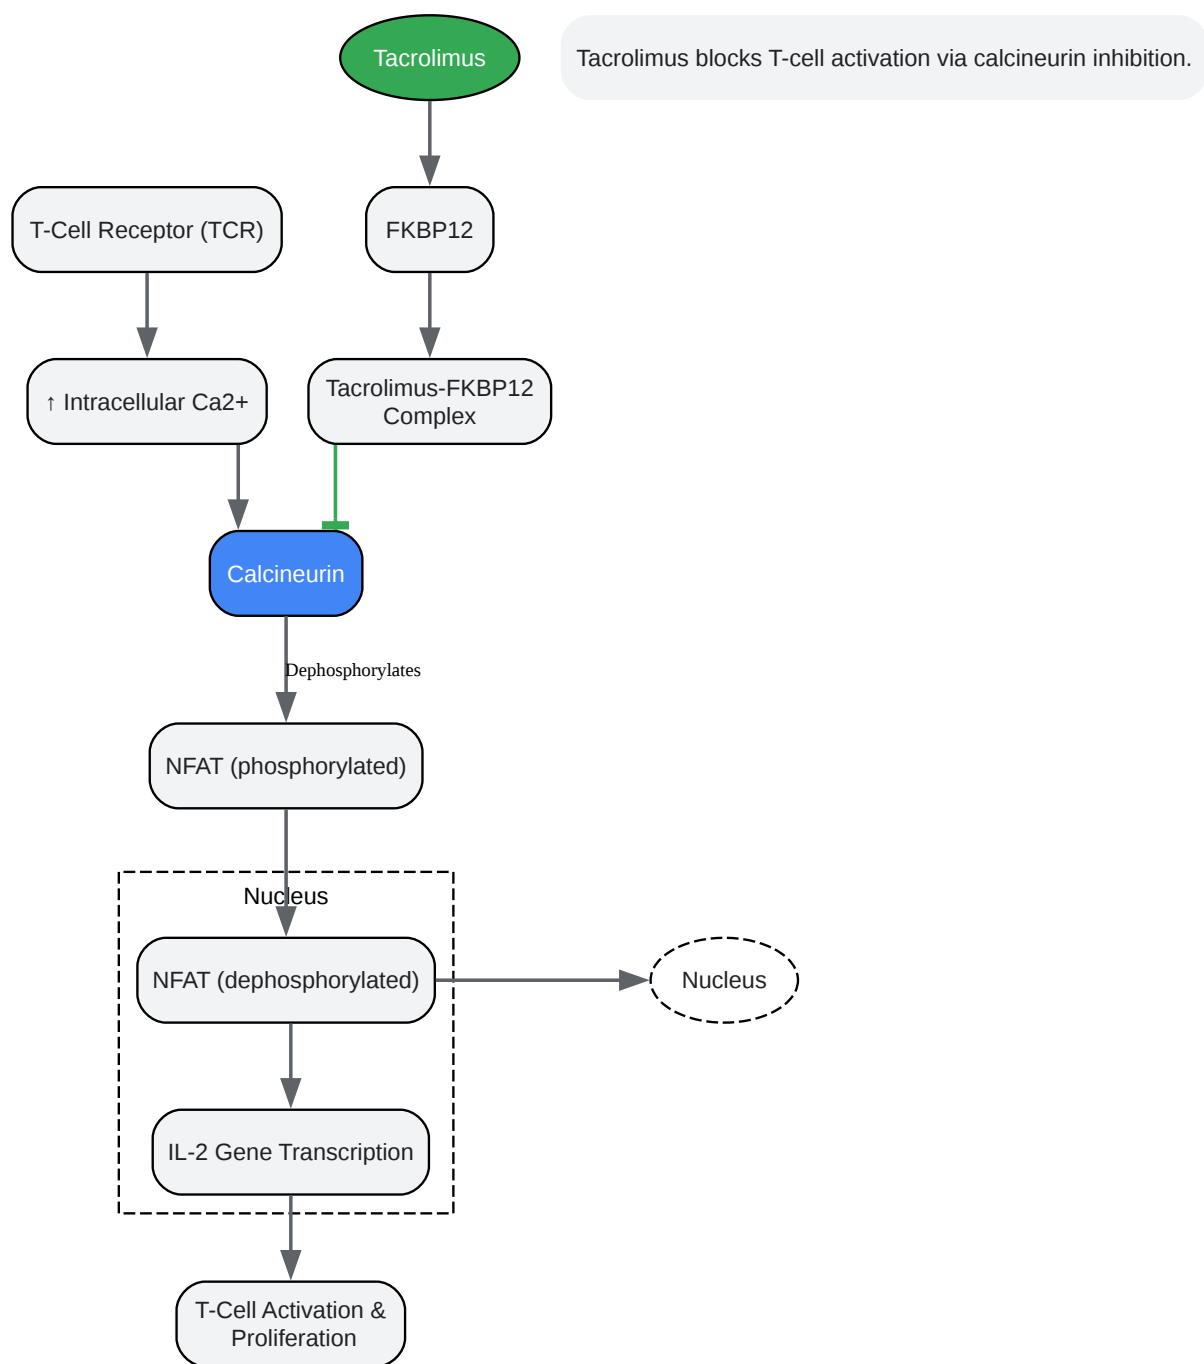 Tacrolimus
Tacrolimus blocks T-cell activation via calcineurin inhibition.
T-Cell Receptor (TCR)
FKBP12
↑ Intracellular Ca2+
Tacrolimus-FKBP12
Complex
Calcineurin
Dephosphorylates
NFAT (phosphorylated)
Nucleus
NFAT (dephosphorylated)
Nucleus
IL-2 Gene Transcription
T-Cell Activation &
Proliferation